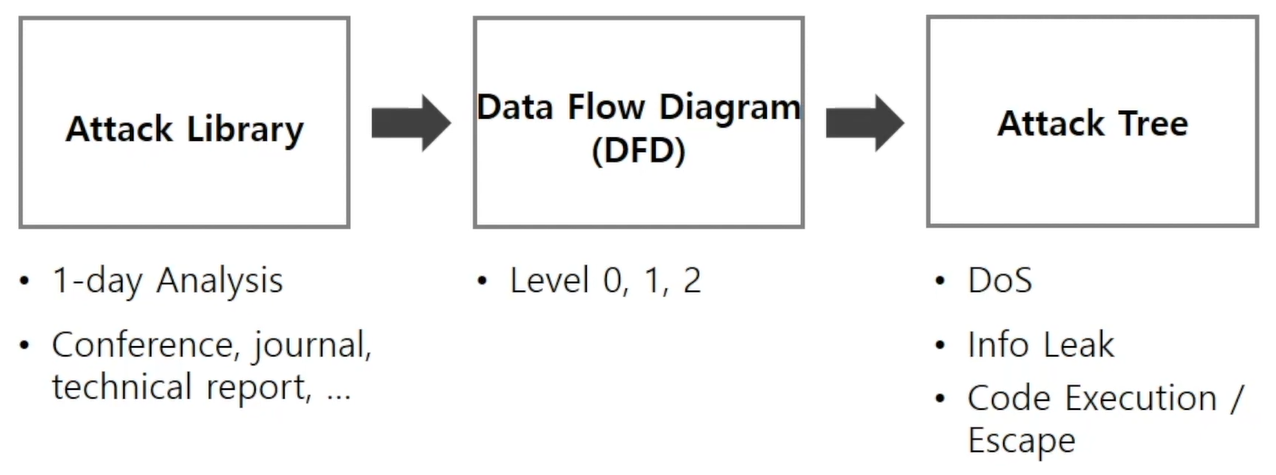 Attack Library
Data Flow Diagram
(DFD)
Attack Tree
• 1-day Analysis
• Conference, journal,
technical report, ...
• Level 0, 1, 2
• DoS
• Info Leak
• Code Execution /
Escape